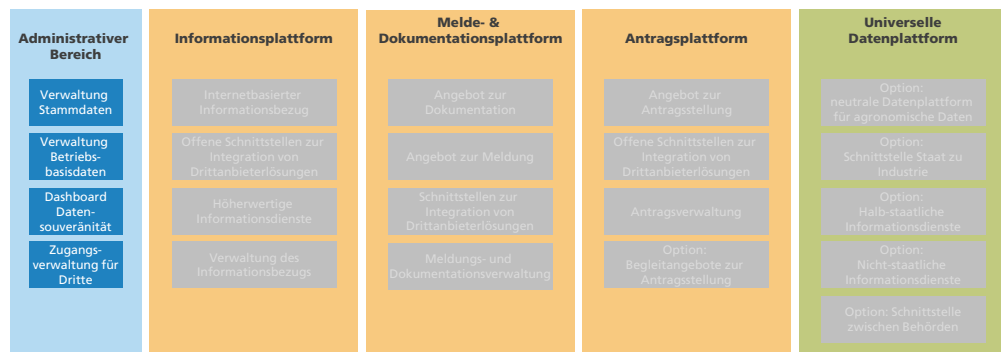 Administrativer
Bereich
Verwaltung
Stammdaten
Verwaltung
Betriebs-
basisdaten
Dashboard
Daten-
souveränität
Zugangs-
verwaltung für
Dritte
Informationsplattform
Internetbasierter
Informationsbezug
Offene Schnittstellen zur
Integration von
Drittanbieterlösungen
Höherwertige
Informationsdienste
Verwaltung des
Informationsbezugs
Melde- &
Dokumentationsplattform
Angebot zur
Dokumentation
Angebot zur Meldung
Schnittstellen zur
Integration von
Drittanbieterlösungen
Meldungs- und
Dokumentationsverwaltung
Antragsplattform
Angebot zur
Antragsstellung
Offene Schnittstellen zur
Integration von
Drittanbieterlösungen
Antragsverwaltung
Option:
Begleitangebote zur
Antragsstellung
Universelle
Datenplattform
Option:
neutrale Datenplattform
für agronomische Daten
Option:
Schnittstelle Staat zu
Industrie
Option:
Halb-staatliche
Informationsdienste
Option:
Nicht-staatliche
Informationsdienste
Option: Schnittstelle
zwischen Behörden